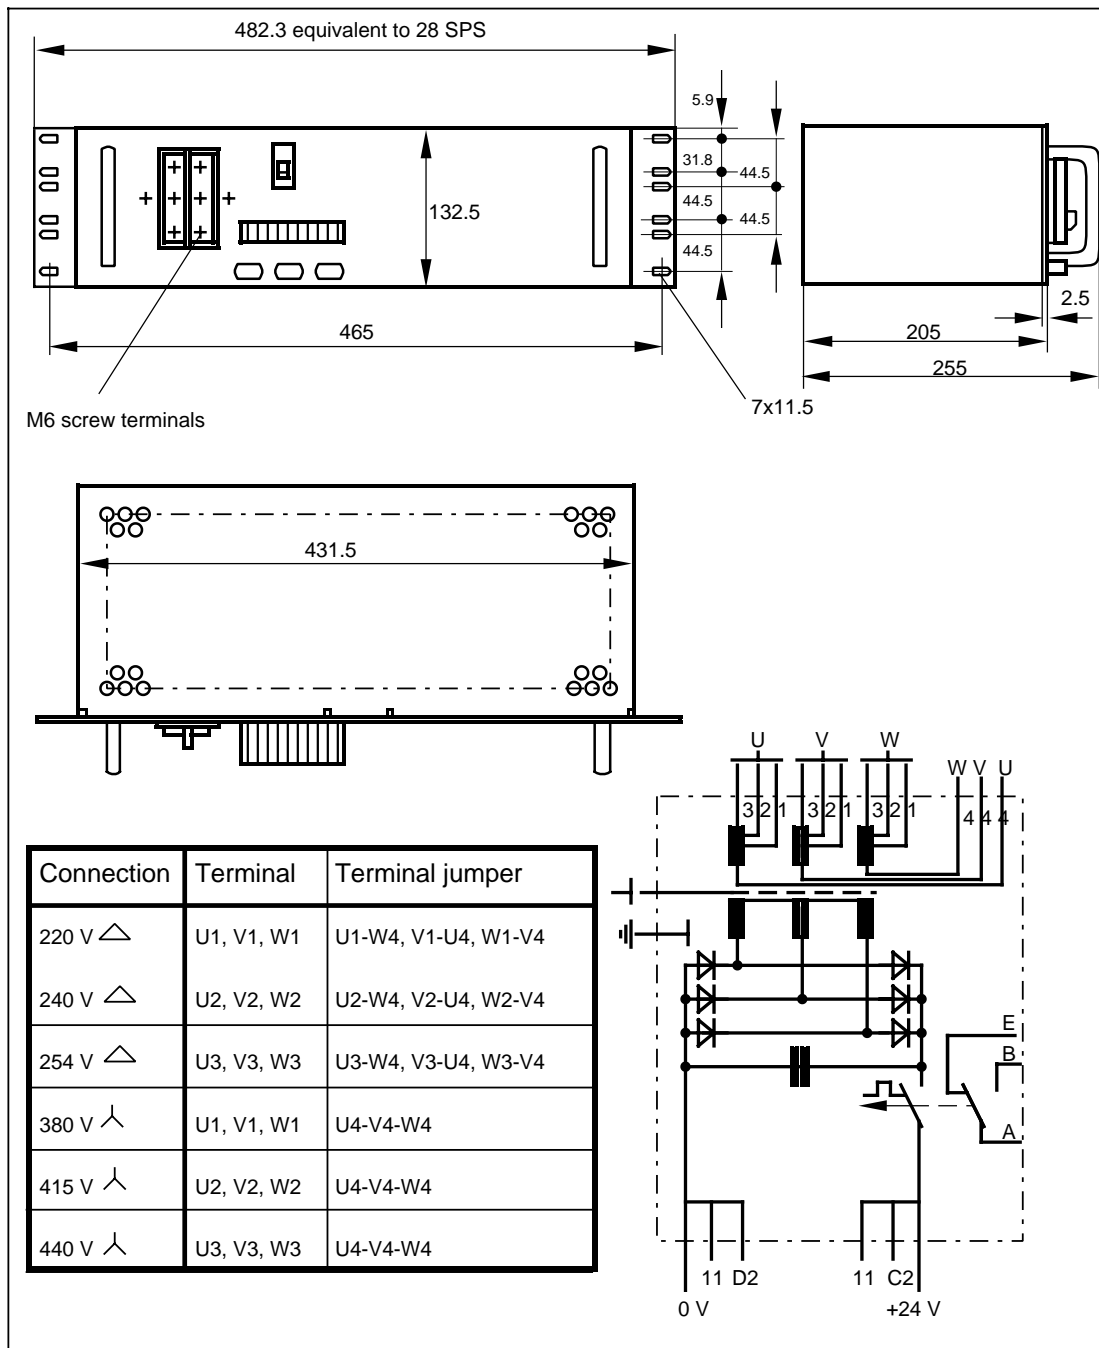 482.3 equivalent to 28 SPS
5.9
31.8
44.5
44.5
44.5
44.5
132.5
2.5
465
205
255
M6 screw terminals
7x11.5
431.5
U V W
W V U
3 2 1 3 2 1 3 2 1 4 4 4
Connection Terminal Terminal jumper
220 V U1, V1, W1 U1-W4, V1-U4, W1-V4
240 V U2, V2, W2 U2-W4, V2-U4, W2-V4
254 V U3, V3, W3 U3-W4, V3-U4, W3-V4
380 V U1, V1, W1 U4-V4-W4
415 V U2, V2, W2 U4-V4-W4
440 V U3, V3, W3 U4-V4-W4
E
B
A
11 D2 11 C2
0 V +24 V